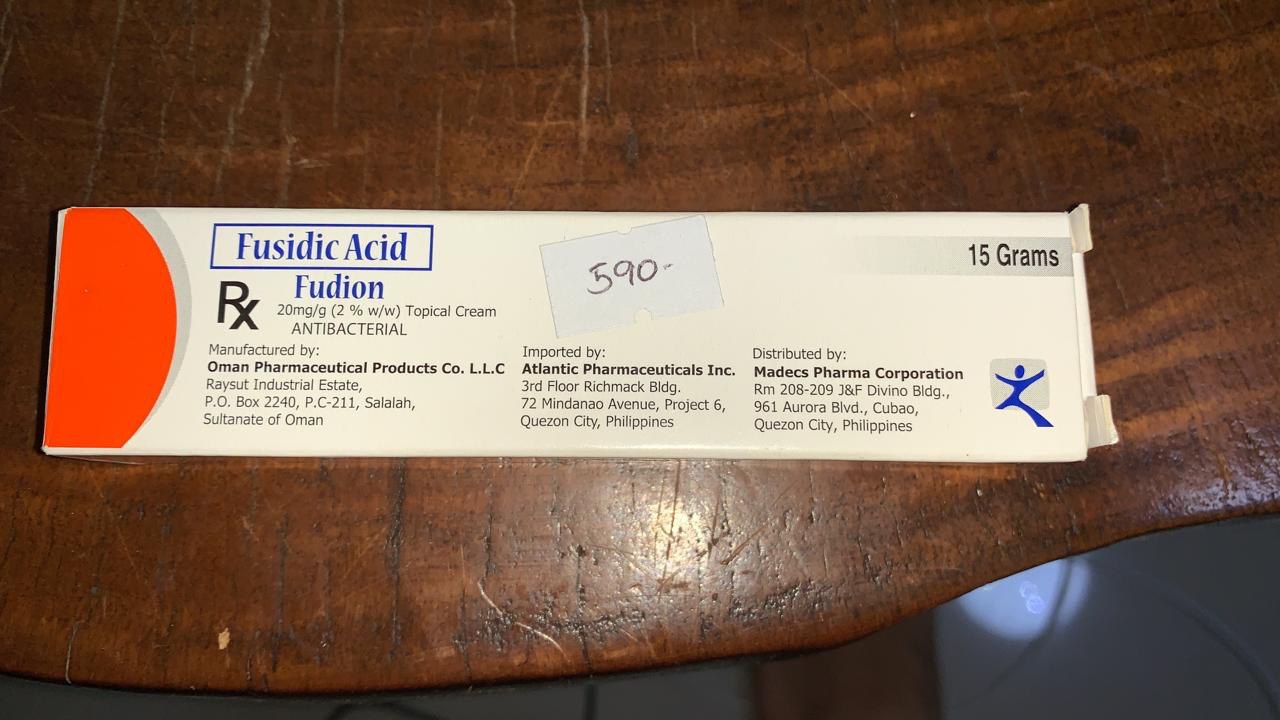 Fusidic Acid
Fudion
Rx
20mg/g (2 % w/w) Topical Cream
ANTIBACTERIAL
590-
15 Grams
Manufactured by:
Oman Pharmaceutical Products Co. L.L.C
Raysut Industrial Estate,
P.O. Box 2240, P.C-211, Salalah,
Sultanate of Oman
Imported by:
Atlantic Pharmaceuticals Inc.
3rd Floor Richmack Bldg.
72 Mindanao Avenue, Project 6,
Quezon City, Philippines
Distributed by:
Madecs Pharma Corporation
Rm 208-209 J&F Divino Bldg.,
961 Aurora Blvd., Cubao,
Quezon City, Philippines